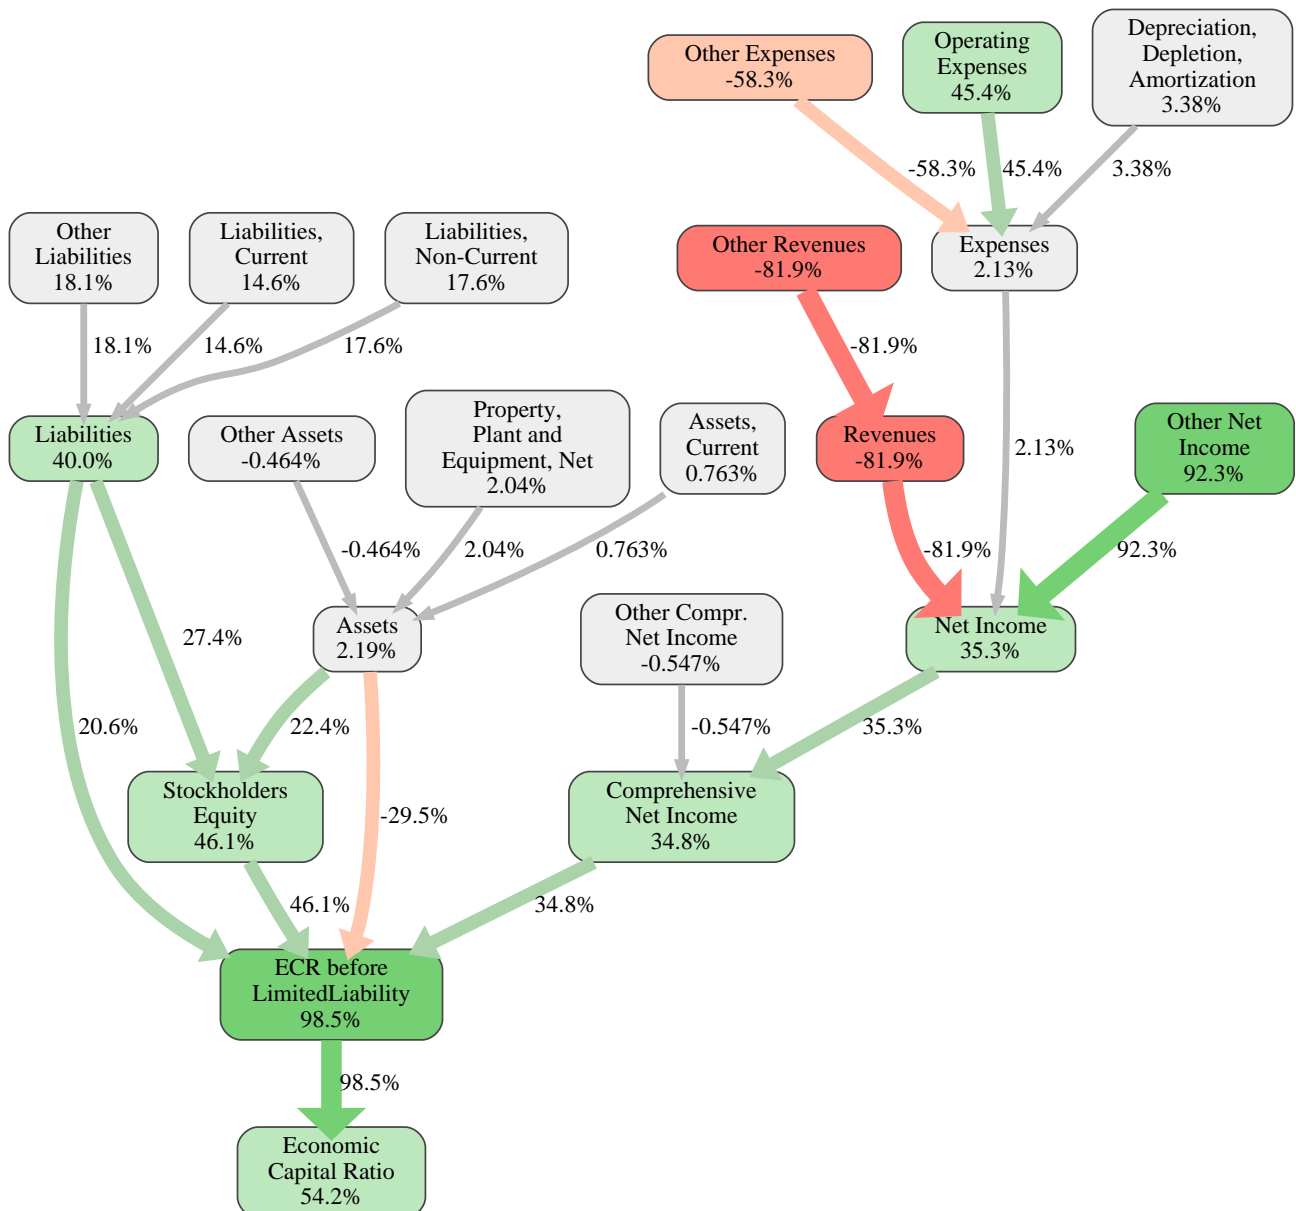 Other Expenses
-58.3%
Operating
Expenses
45.4%
Depreciation,
Depletion,
Amortization
3.38%
-58.3%
45.4%
3.38%
Other
Liabilities
18.1%
Liabilities,
Current
14.6%
Liabilities,
Non-Current
17.6%
Other Revenues
-81.9%
Expenses
2.13%
18.1%
14.6%
17.6%
-81.9%
Liabilities
40.0%
Other Assets
-0.464%
Property,
Plant and
Equipment, Net
2.04%
Assets,
Current
0.763%
Revenues
-81.9%
2.13%
Other Net
Income
92.3%
-0.464%
2.04%
0.763%
-81.9%
92.3%
27.4%
Assets
2.19%
Other Compr.
Net Income
-0.547%
Net Income
35.3%
20.6%
22.4%
-29.5%
-0.547%
35.3%
Stockholders
Equity
46.1%
Comprehensive
Net Income
34.8%
46.1%
34.8%
ECR before
LimitedLiability
98.5%
98.5%
Economic
Capital Ratio
54.2%